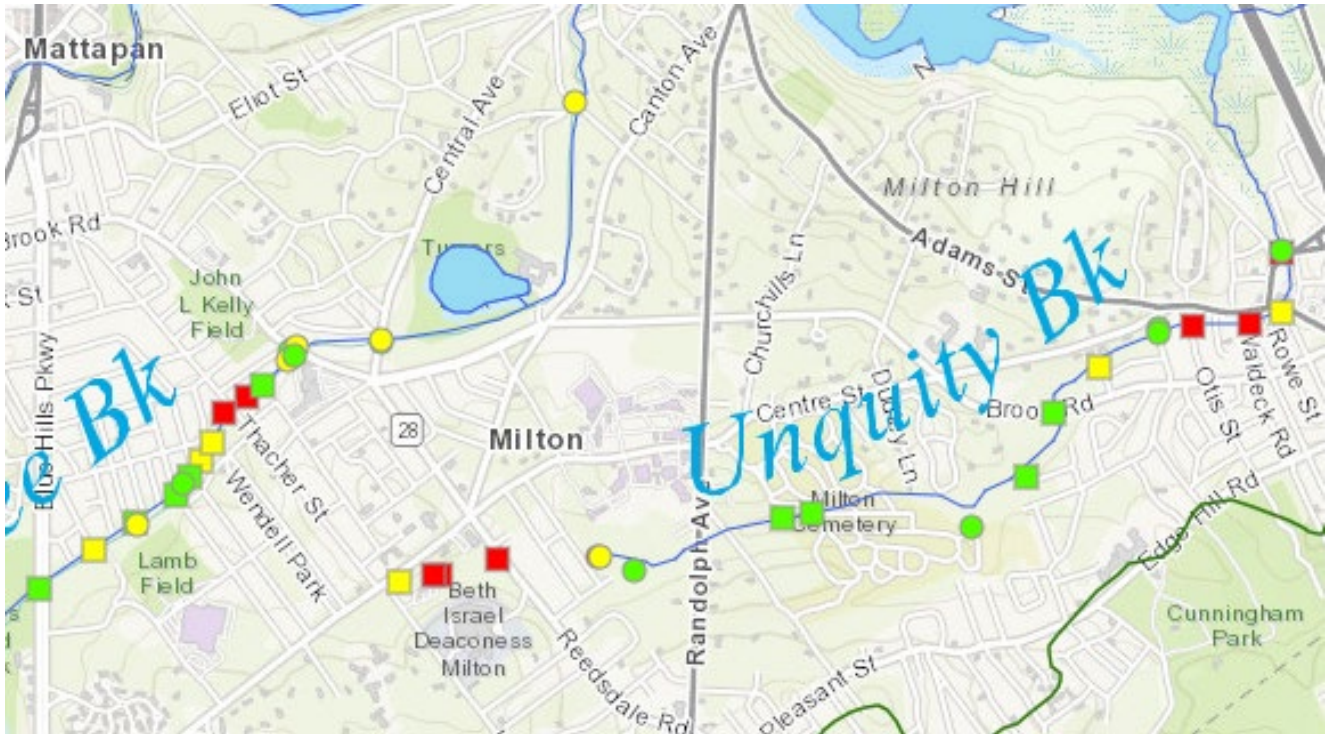 Mattapan
Eliot St
Central Ave
Canton Ave
Milton Hill
Adams St
Brook Rd
Turners
John
L Kelly
Field
Blue Hills Pkwy
Churchills Ln
Unquity Bk
Bk
Thacher St
Wendell Park
28
Milton
Centre St
Dudley Ln
Brook Rd
Otis St
Waldeck Rd
Rowe St
Milton
Cemetery
Randolph Ave
Edge Hill Rd
Lamb
Field
Beth
Israel
Deaconess
Milton
Reedsdale Rd
Pleasant St
Cunningham
Park